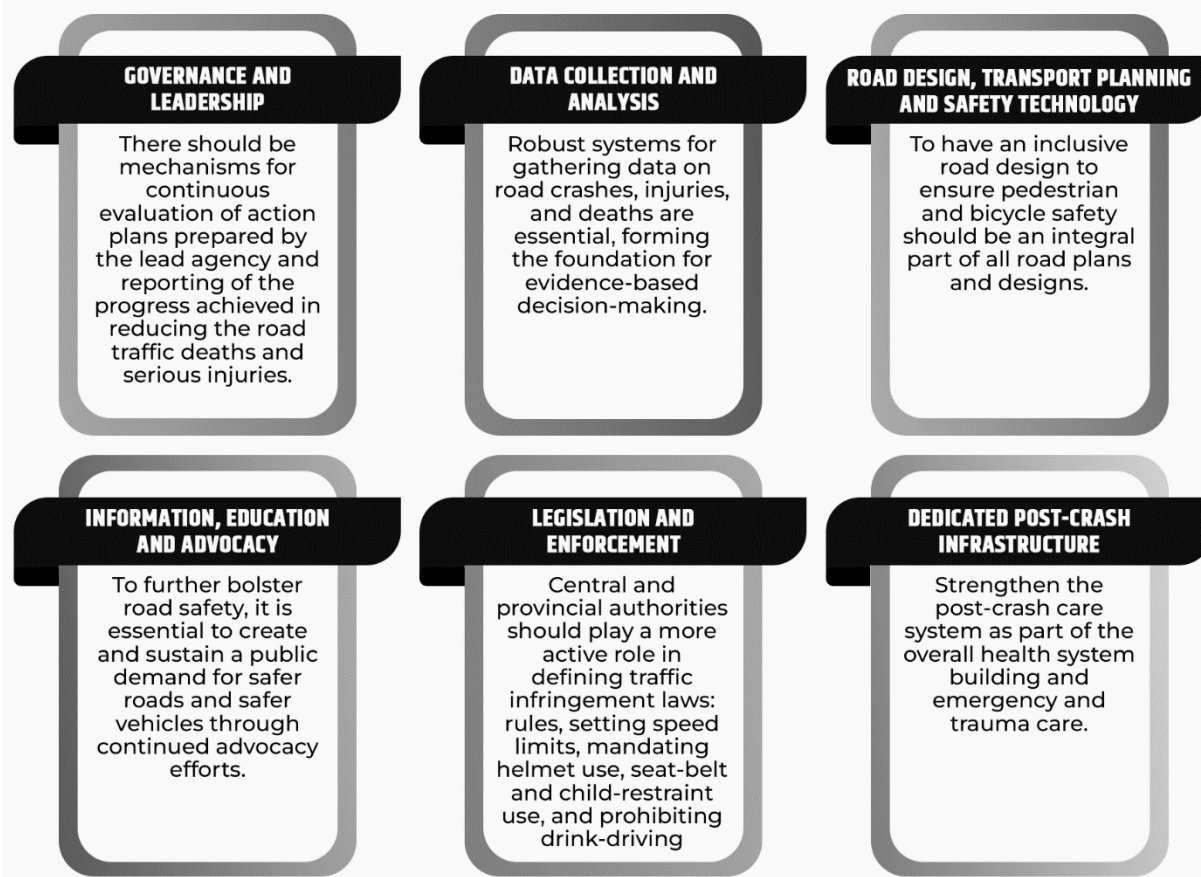 GOVERNANCE AND
LEADERSHIP
There should be
mechanisms for
continuous
evaluation of action
plans prepared by
the lead agency and
reporting of the
progress achieved in
reducing the road
traffic deaths and
serious injuries.
DATA COLLECTION AND
ANALYSIS
Robust systems for
gathering data on
road crashes, injuries,
and deaths are
essential, forming
the foundation for
evidence-based
decision-making.
ROAD DESIGN, TRANSPORT PLANNING
AND SAFETY TECHNOLOGY
To have an inclusive
road design to
ensure pedestrian
and bicycle safety
should be an integral
part of all road plans
and designs.
INFORMATION, EDUCATION
AND ADVOCACY
To further bolster
road safety, it is
essential to create
and sustain a public
demand for safer
roads and safer
vehicles through
continued advocacy
efforts.
LEGISLATION AND
ENFORCEMENT
Central and
provincial authorities
should play a more
active role in
defining traffic
infringement laws:
rules, setting speed
limits, mandating
helmet use, seat-belt
and child-restraint
use, and prohibiting
drink-driving
DEDICATED POST-CRASH
INFRASTRUCTURE
Strengthen the
post-crash care
system as part of the
overall health system
building and
emergency and
trauma care.